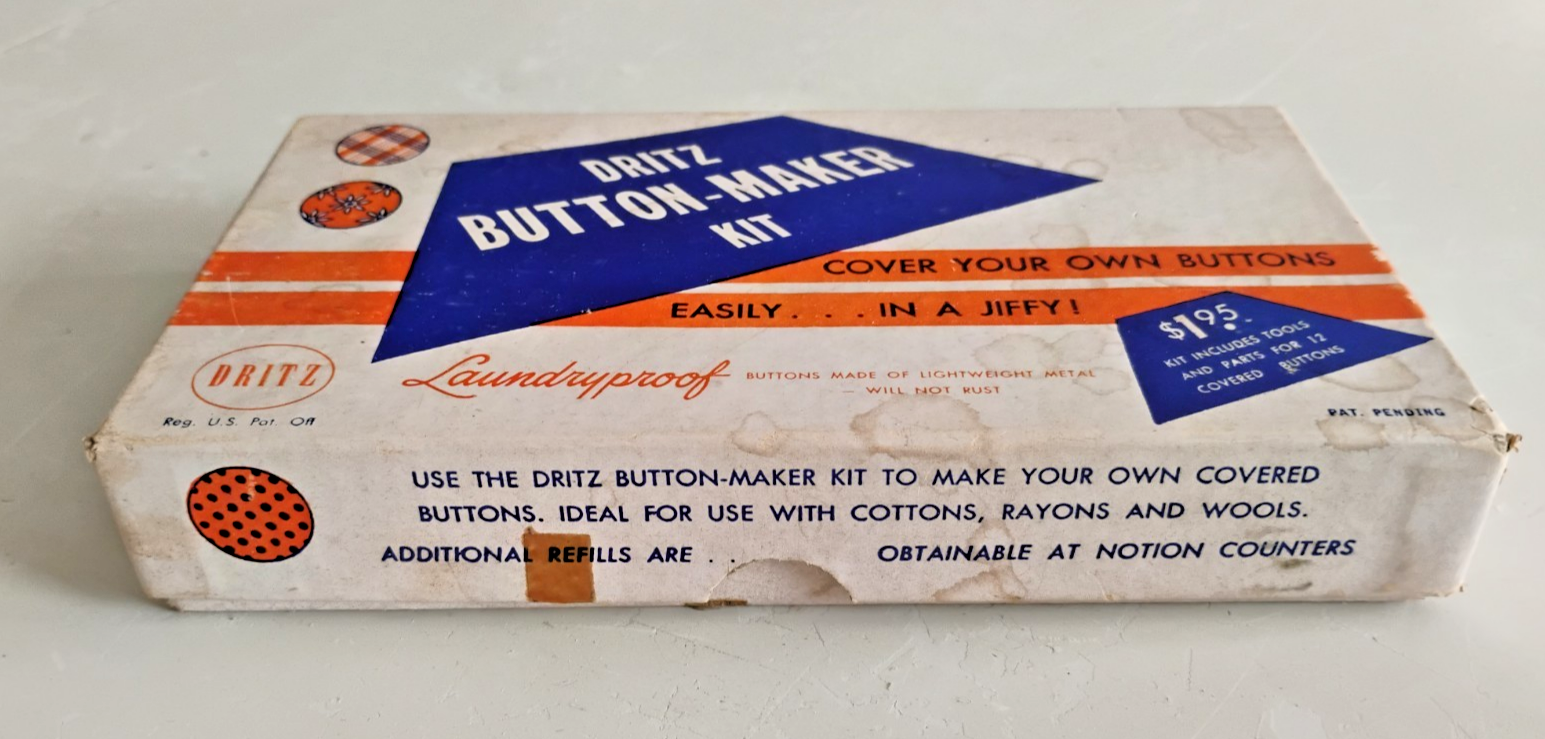 DRITZ
BUTTON-MAKER
KIT
COVER YOUR OWN BUTTONS
EASILY. . . . IN A JIFFY!
$1.95
KIT INCLUDES TOOLS
AND PARTS FOR 12
COVERED BUTTONS
DRITZ
Reg. U.S. Pat. Off
Laundryproof
BUTTONS MADE OF LIGHTWEIGHT METAL
— WILL NOT RUST
PAT. PENDING
USE THE DRITZ BUTTON-MAKER KIT TO MAKE YOUR OWN COVERED
BUTTONS. IDEAL FOR USE WITH COTTONS, RAYONS AND WOOLS.
ADDITIONAL REFILLS ARE . . OBTAINABLE AT NOTION COUNTERS